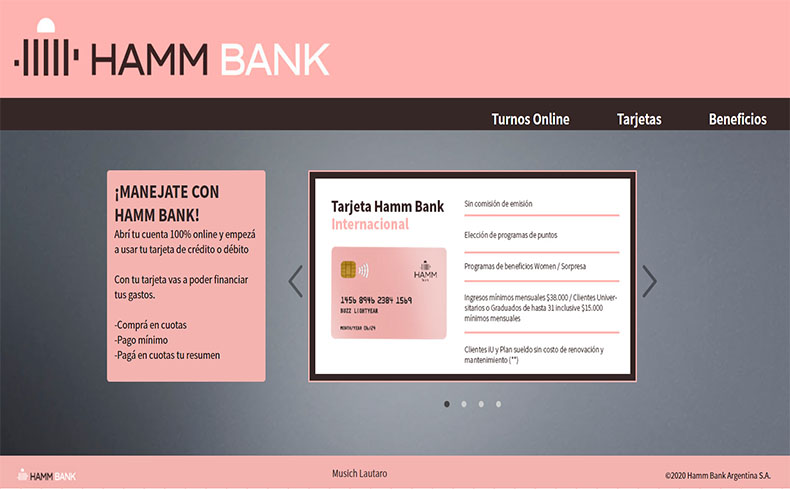 HAMM BANK
Turnos Online
Tarjetas
Beneficios
¡MANEJATE CON
HAMM BANK!
Abrí tu cuenta 100% online y empezá
a usar tu tarjeta de crédito o débito
Con tu tarjeta vas a poder financiar
tus gastos.
-Comprá en cuotas
-Pago mínimo
-Pagá en cuotas tu resumen
Tarjeta Hamm Bank
Internacional
HAMM
BANK
1456 8946 2384 1569
BUZZ LIGHTYEAR
MONTH/YEAR 06/24
Sin comisión de emisión
Elección de programas de puntos
Programas de beneficios Women / Sorpresa
Ingresos mínimos mensuales $38.000 / Clientes Univer-
sitarios o Graduados de hasta 31 inclusive $15.000
mínimos mensuales
Clientes IU y Plan sueldo sin costo de renovación y
mantenimiento (**)
HAMM BANK
Musich Lautaro
©2020 Hamm Bank Argentina S.A.